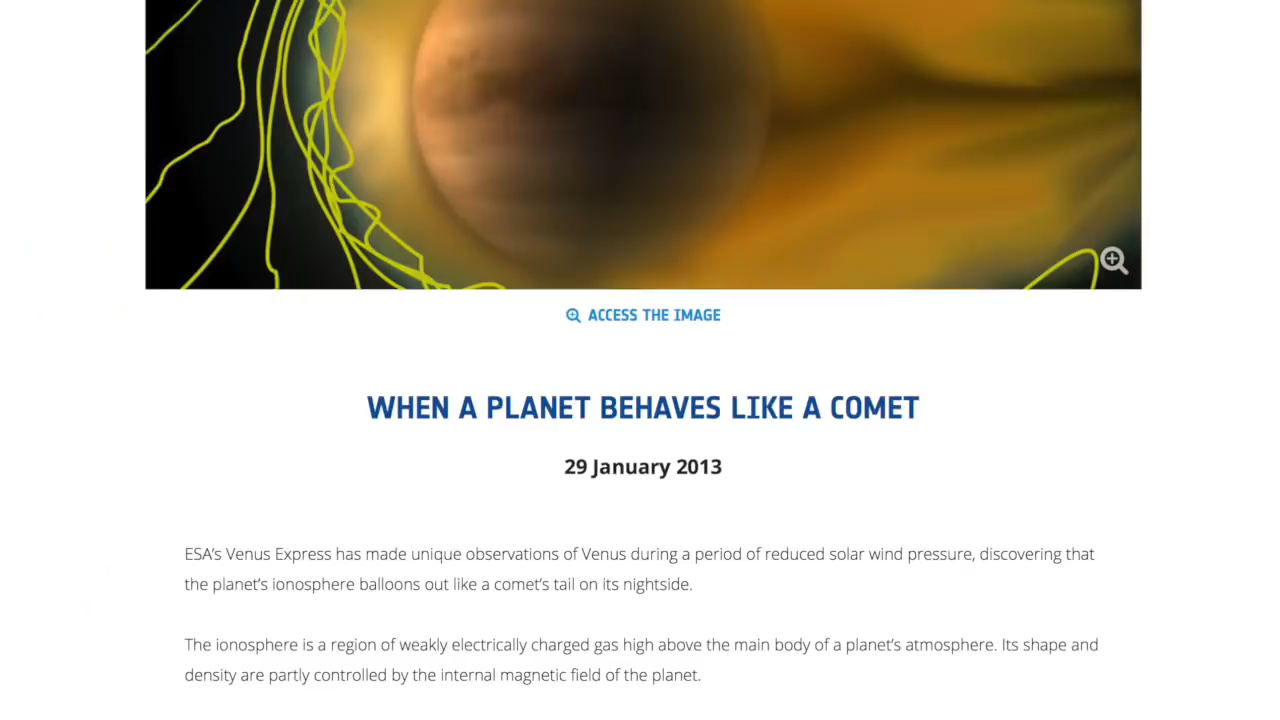 ACCESS THE IMAGE
WHEN A PLANET BEHAVES LIKE A COMET
29 January 2013
ESA's Venus Express has made unique observations of Venus during a period of reduced solar wind pressure, discovering that
the planet's ionosphere balloons out like a comet's tail on its nightside.
The ionosphere is a region of weakly electrically charged gas high above the main body of a planet's atmosphere. Its shape and
density are partly controlled by the internal magnetic field of the planet.